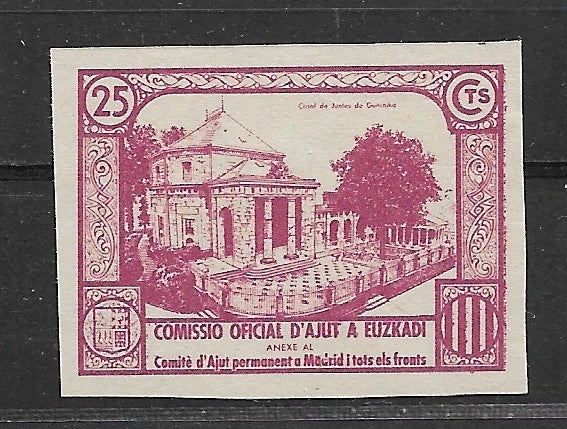 25 CTS
Casal de Juntes de Guernika
COMISSIO OFICIAL D'AJUT A EUZKADI
ANEXE AL
Comitè d'Ajut permanent a Madrid i tots els fronts